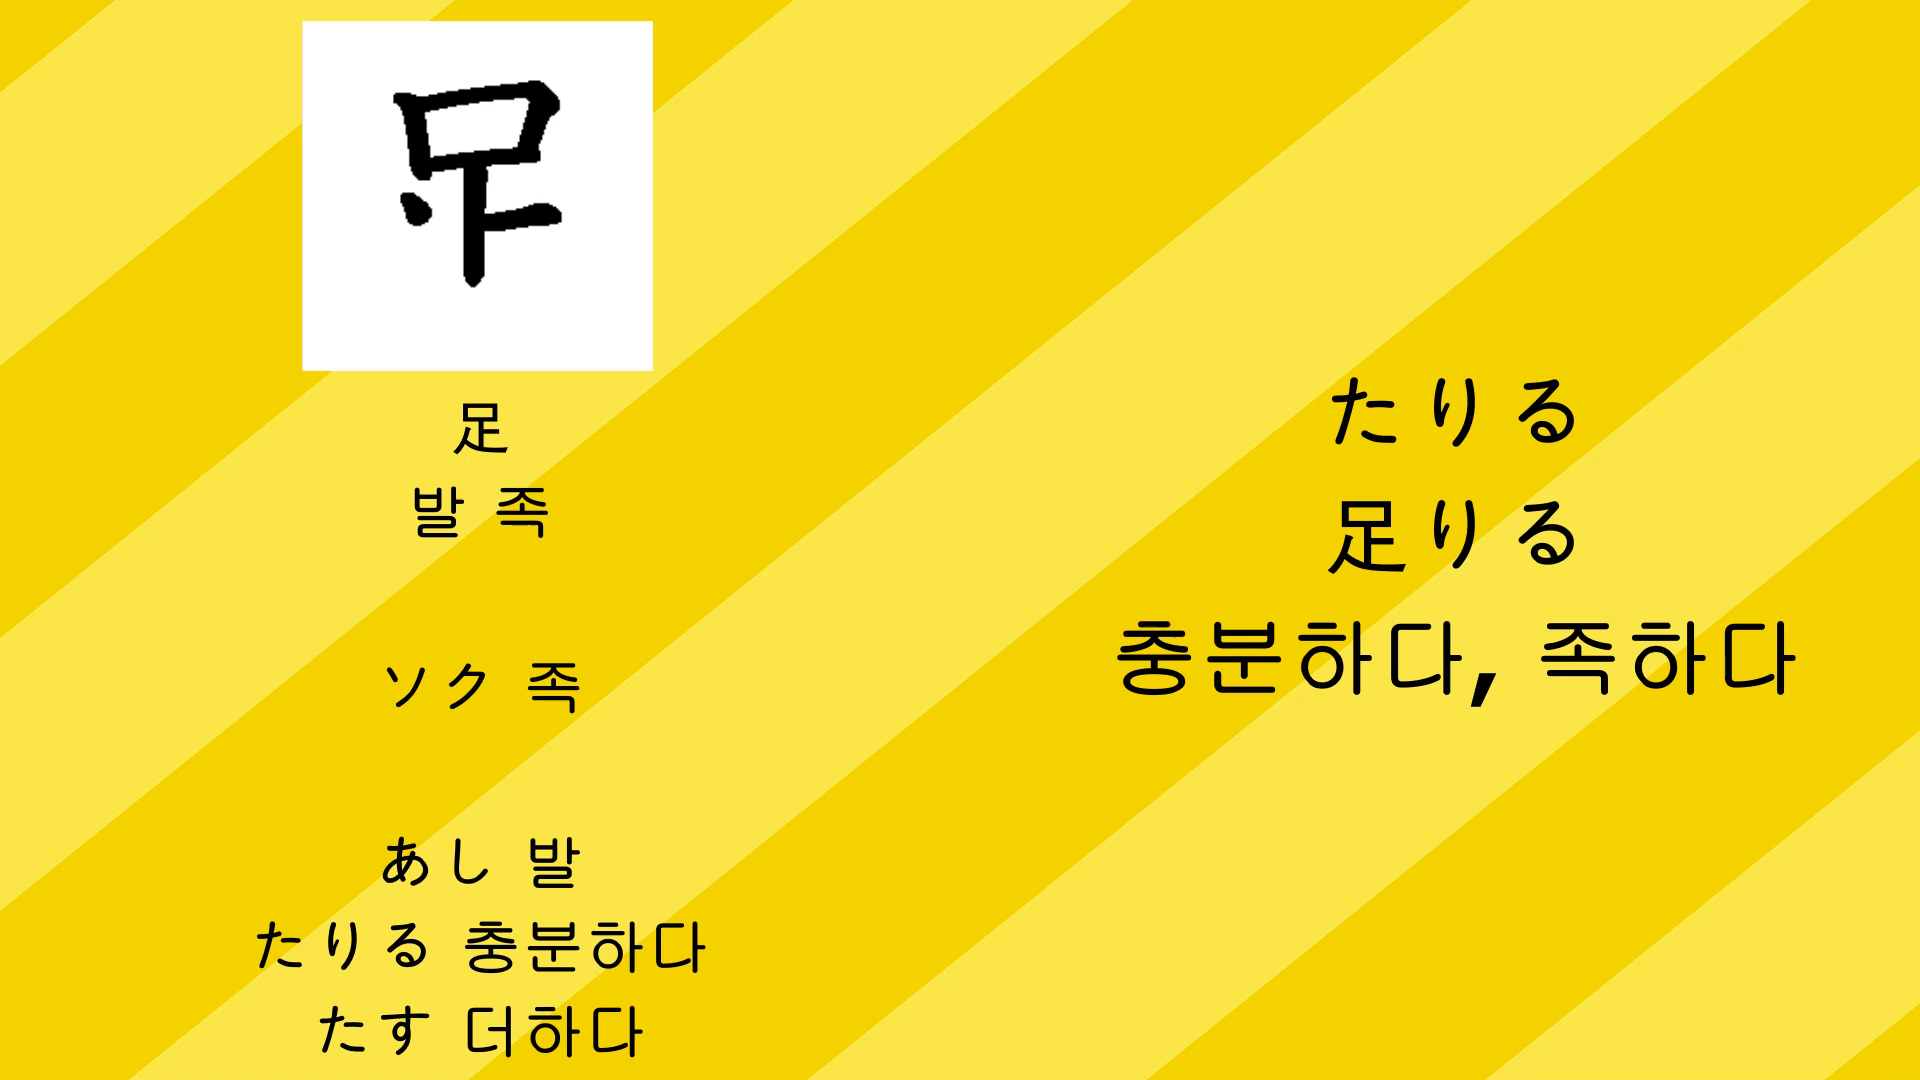 足
발 족
ソク 족
あし 발
たりる 충분하다
たす 더하다
たりる
足りる
충분하다, 족하다